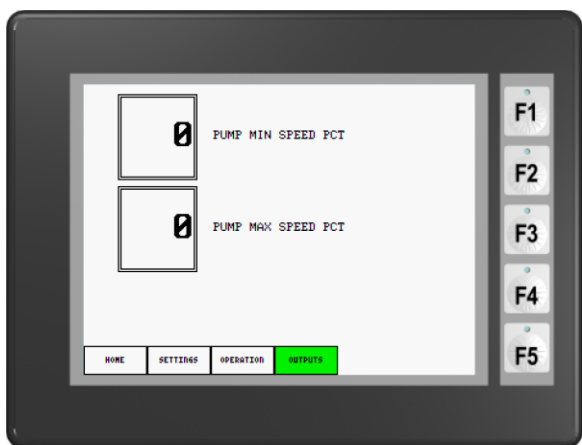 0 PUMP MIN SPEED PCT
0 PUMP MAX SPEED PCT
HOME SETTINGS OPERATION OUTPUTS
F1
F2
F3
F4
F5